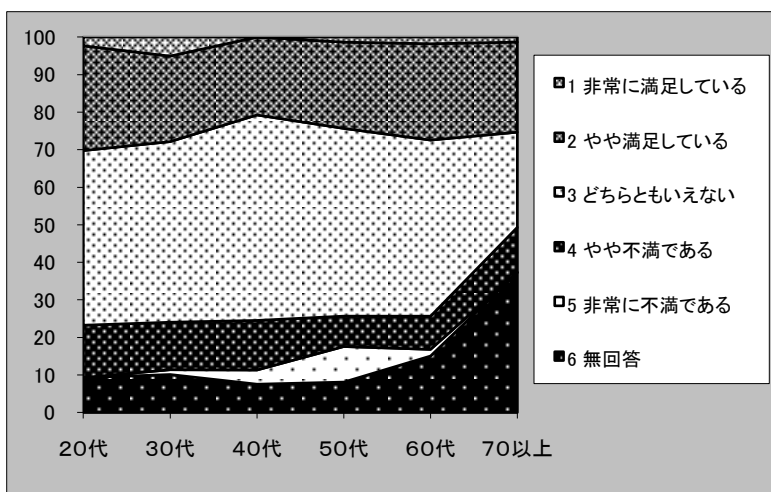 100
90
80
70
60
50
40
30
20
10
0
20代 30代 40代 50代 60代 70以上
1 非常に満足している
2 やや満足している
3 どちらともいえない
4 やや不満である
5 非常に不満である
6 無回答